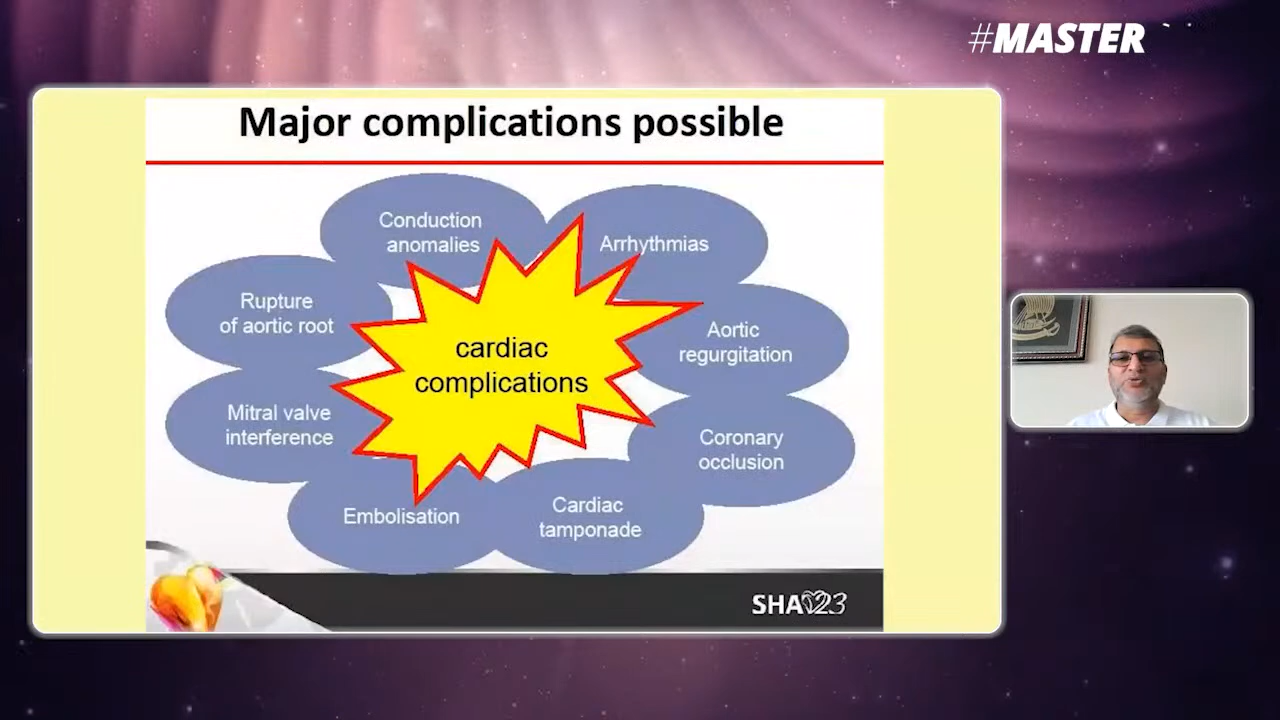 #MASTER
Major complications possible
Conduction
anomalies
Arrhythmias
Rupture
of aortic root
Aortic
regurgitation
cardiac
complications
Mitral valve
interference
Coronary
occlusion
Embolisation
Cardiac
tamponade
SHA23